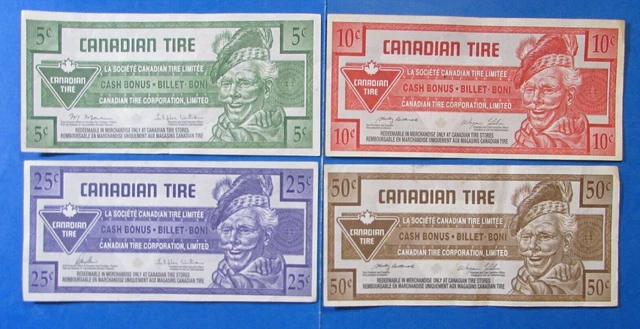 5¢ 5¢
CANADIAN TIRE
LA SOCIÉTÉ CANADIAN TIRE LIMITÉE
CANADIAN TIRE
CASH BONUS • BILLET • BONI
CANADIAN TIRE CORPORATION, LIMITED
5¢ 5¢
REDEEMABLE IN MERCHANDISE ONLY AT CANADIAN TIRE STORES
REMBOURSABLE EN MARCHANDISE UNIQUEMENT AUX MAGASINS CANADIAN TIRE
10¢ 10¢
CANADIAN TIRE
LA SOCIÉTÉ CANADIAN TIRE LIMITÉE
CANADIAN TIRE
CASH BONUS • BILLET • BONI
CANADIAN TIRE CORPORATION, LIMITED
10¢ 10¢
REDEEMABLE IN MERCHANDISE ONLY AT CANADIAN TIRE STORES
REMBOURSABLE EN MARCHANDISE UNIQUEMENT AUX MAGASINS CANADIAN TIRE
25¢ 25¢
CANADIAN TIRE
LA SOCIÉTÉ CANADIAN TIRE LIMITÉE
CANADIAN
TIRE
CASH BONUS • BILLET • BONI
CANADIAN TIRE CORPORATION, LIMITED
25¢ 25¢
REDEEMABLE IN MERCHANDISE ONLY AT CANADIAN TIRE STORES
REMBOURSABLE EN MARCHANDISE UNIQUEMENT AUX MAGASINS CANADIAN TIRE
50¢ 50¢
CANADIAN TIRE
LA SOCIÉTÉ CANADIAN TIRE LIMITÉE
CANADIAN
TIRE
CASH BONUS • BILLET • BONI
CANADIAN TIRE CORPORATION, LIMITED
50¢ 50¢
REDEEMABLE IN MERCHANDISE ONLY AT CANADIAN TIRE STORES
REMBOURSABLE EN MARCHANDISE UNIQUEMENT AUX MAGASINS CANADIAN TIRE